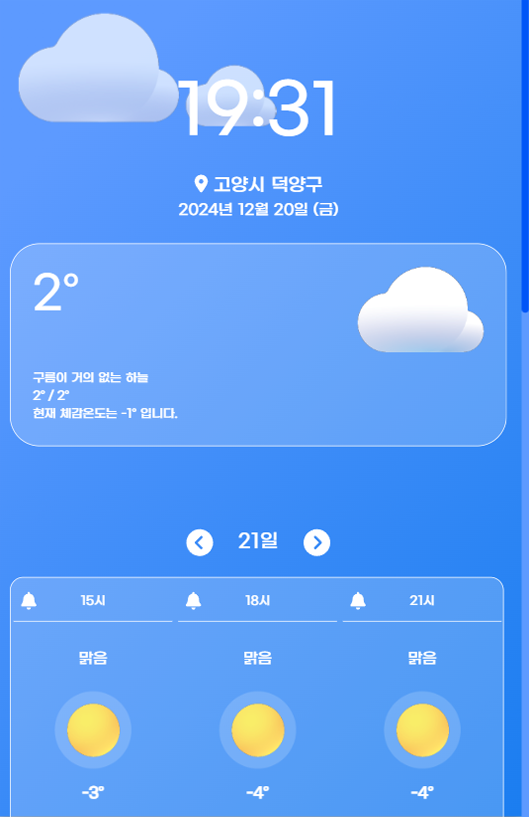 19:31
고양시 덕양구
2024년 12월 20일 (금)
2°
구름이 거의 없는 하늘
2° / 2°
현재 체감온도는 -1° 입니다.
21일
15시 18시 21시
맑음 맑음 맑음
-3° -4° -4°